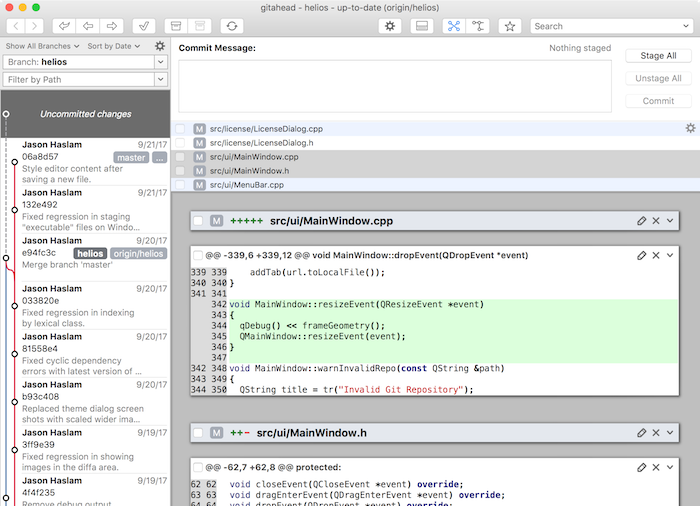 gitahead - helios - up-to-date (origin/helios)
Search
Show All Branches
Sort by Date
Branch: helios
Filter by Path
Uncommitted changes
Jason Haslam 9/21/17
06a8d57 master ...
Style editor content after
saving a new file.
Jason Haslam 9/21/17
132e492
Fixed regression in staging
"executable" files on Windo...
Jason Haslam 9/20/17
e94fc3c helios origin/helios
Merge branch 'master'
Jason Haslam 9/20/17
033820e
Fixed regression in indexing
by lexical class.
Jason Haslam 9/20/17
81558e4
Fixed cyclic dependency
errors with latest version of ...
Jason Haslam 9/20/17
b93c408
Replaced theme dialog screen
shots with scaled wider ima...
Jason Haslam 9/19/17
3ff9e39
Fixed regression in showing
images in the diffa area.
Jason Haslam 9/19/17
4f4f235
Remove debug output
Commit Message: Nothing staged
Stage All
Unstage All
Commit
M src/license/LicenseDialog.cpp
M src/license/LicenseDialog.h
M src/ui/MainWindow.cpp
M src/ui/MainWindow.h
M src/ui/MenuBar.cpp
M +++++ src/ui/MainWindow.cpp
@@ -339,6 +339,12 @@ void MainWindow::dropEvent(QDropEvent *event)
339 339 addTab(url.toLocalFile());
340 340 }
341 341
342 void MainWindow::resizeEvent(QResizeEvent *event)
343 {
344 qDebug() << frameGeometry();
345 QMainWindow::resizeEvent(event);
346 }
347
342 348 void MainWindow::warnInvalidRepo(const QString &path)
343 349 {
344 350 QString title = tr("Invalid Git Repository");
M ++- src/ui/MainWindow.h
@@ -62,7 +62,8 @@ protected:
62 62 void closeEvent(QCloseEvent *event) override;
63 63 void dragEnterEvent(QDragEnterEvent *event) override;
64 64 void dropEvent(QDropEvent *event) override;